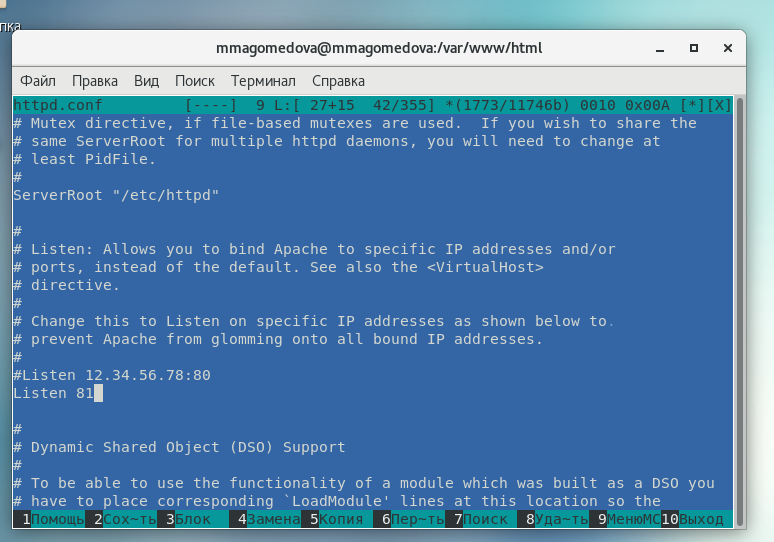 пка
mmagomedova@mmagomedova:/var/www/html
Файл Правка Вид Поиск Терминал Справка
httpd.conf [----] 9 L:[ 27+15 42/355] *(1773/11746b) 0010 0x00A [*][X]
# Mutex directive, if file-based mutexes are used. If you wish to share the
# same ServerRoot for multiple httpd daemons, you will need to change at
# least PidFile.
#
ServerRoot "/etc/httpd"
#
# Listen: Allows you to bind Apache to specific IP addresses and/or
# ports, instead of the default. See also the <VirtualHost>
# directive.
#
# Change this to Listen on specific IP addresses as shown below to.
# prevent Apache from glomming onto all bound IP addresses.
#
#Listen 12.34.56.78:80
Listen 81
#
# Dynamic Shared Object (DSO) Support
#
# To be able to use the functionality of a module which was built as a DSO you
# have to place corresponding `LoadModule' lines at this location so the
1Помощь 2Сох~ть 3Блок 4Замена 5Копия 6Пер~ть 7Поиск 8Уда~ть 9МенюMC 10Выход